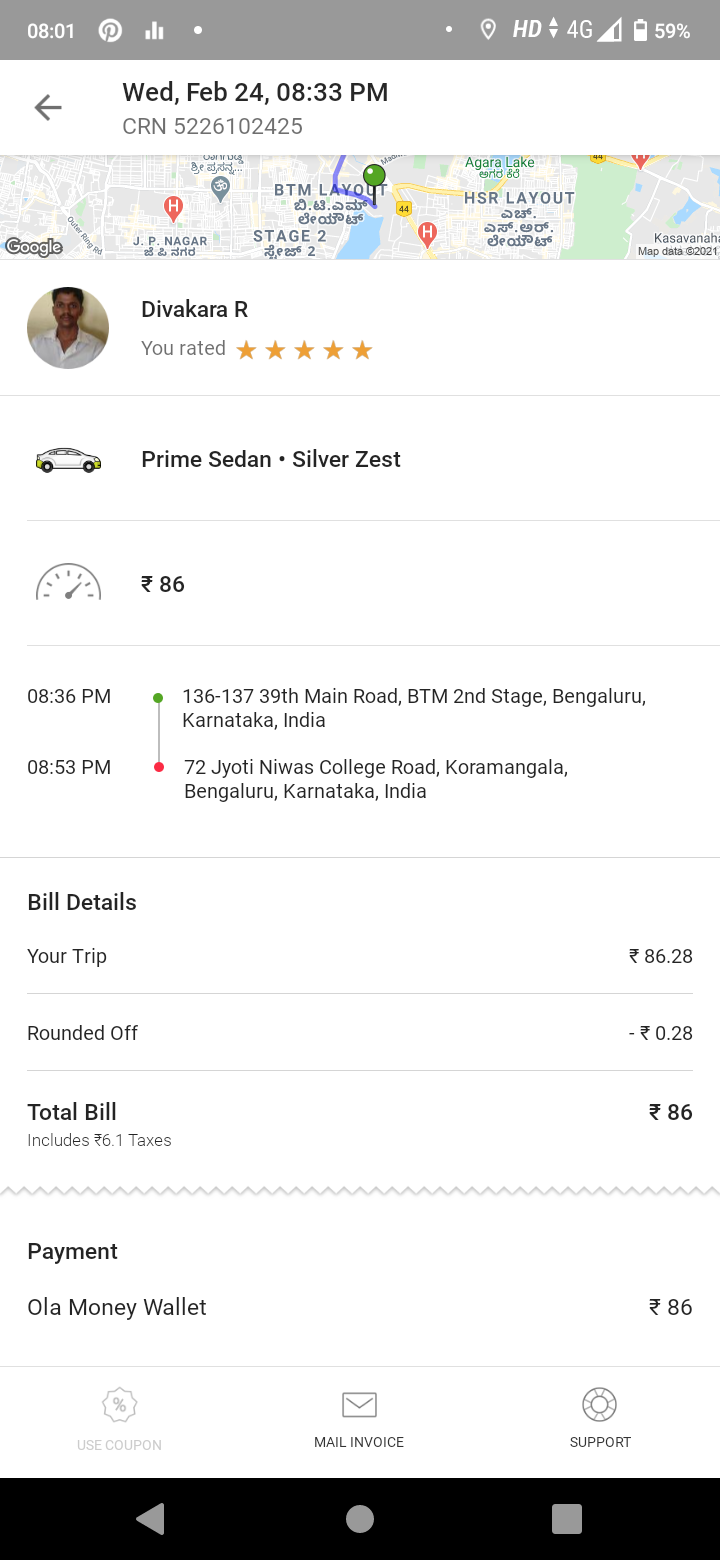 08:01
HD 4G 59%
Wed, Feb 24, 08:33 PM
CRN 5226102425
Agara Lake
ಅಗರ ಕೆರೆ
44
ಶ್ರೀ ಪ್ರಸನ್ನ...
BTM LAYOUT
ಬಿ.ಟಿ.ಎಮ್
ಲೇಯೌಟ್
44
HSR LAYOUT
ಎಚ್.
ಎಸ್.ಆರ್.
ಲೇಯೌಟ್
H
H
Outer Ring Rd
J. P. NAGAR
ಜೆ ಪಿ ನಗರ
STAGE 2
ಸ್ಟೇಜ್ 2
Google
Kasavanaha
Map data ©2021
Divakara R
You rated
Prime Sedan • Silver Zest
₹ 86
08:36 PM 136-137 39th Main Road, BTM 2nd Stage, Bengaluru,
Karnataka, India
08:53 PM 72 Jyoti Niwas College Road, Koramangala,
Bengaluru, Karnataka, India
Bill Details
Your Trip ₹ 86.28
Rounded Off - ₹ 0.28
Total Bill ₹ 86
Includes ₹6.1 Taxes
Payment
Ola Money Wallet ₹ 86
%
USE COUPON MAIL INVOICE SUPPORT